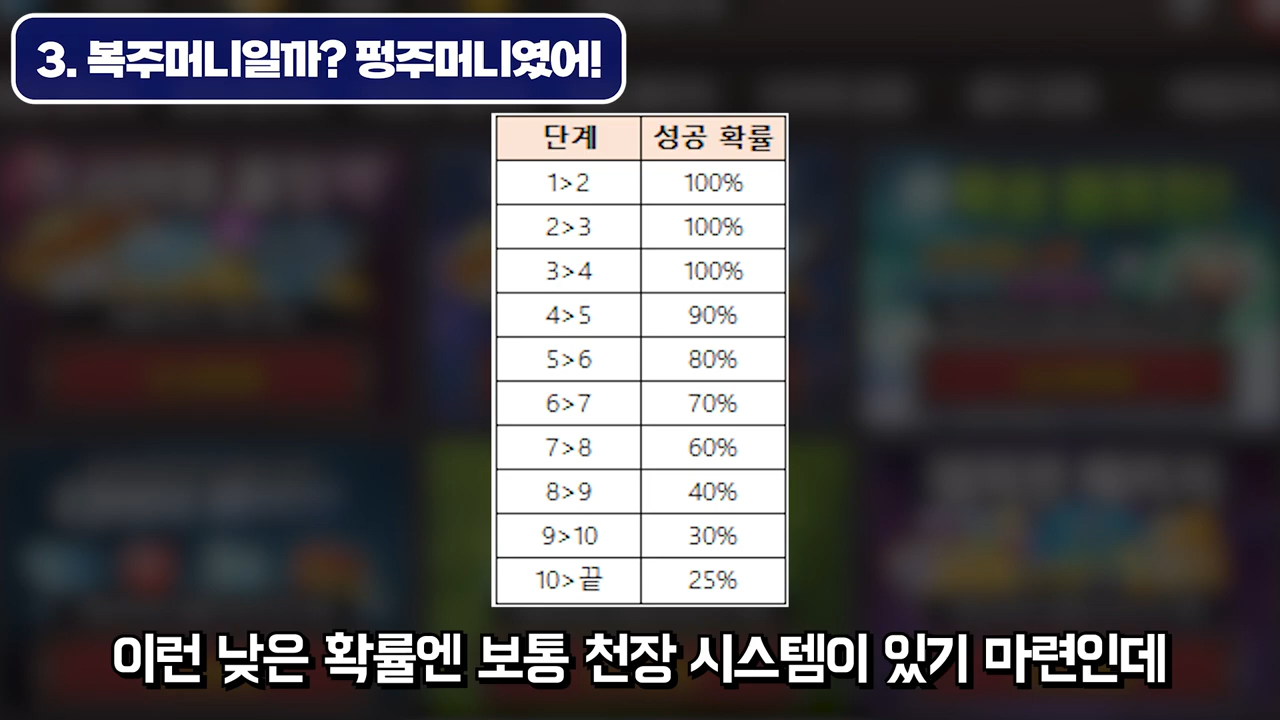 3. 복주머니일까? 펑주머니였어!
단계 성공 확률
1>2 100%
2>3 100%
3>4 100%
4>5 90%
5>6 80%
6>7 70%
7>8 60%
8>9 40%
9>10 30%
10>끝 25%
이런 낮은 확률엔 보통 천장 시스템이 있기 마련인데